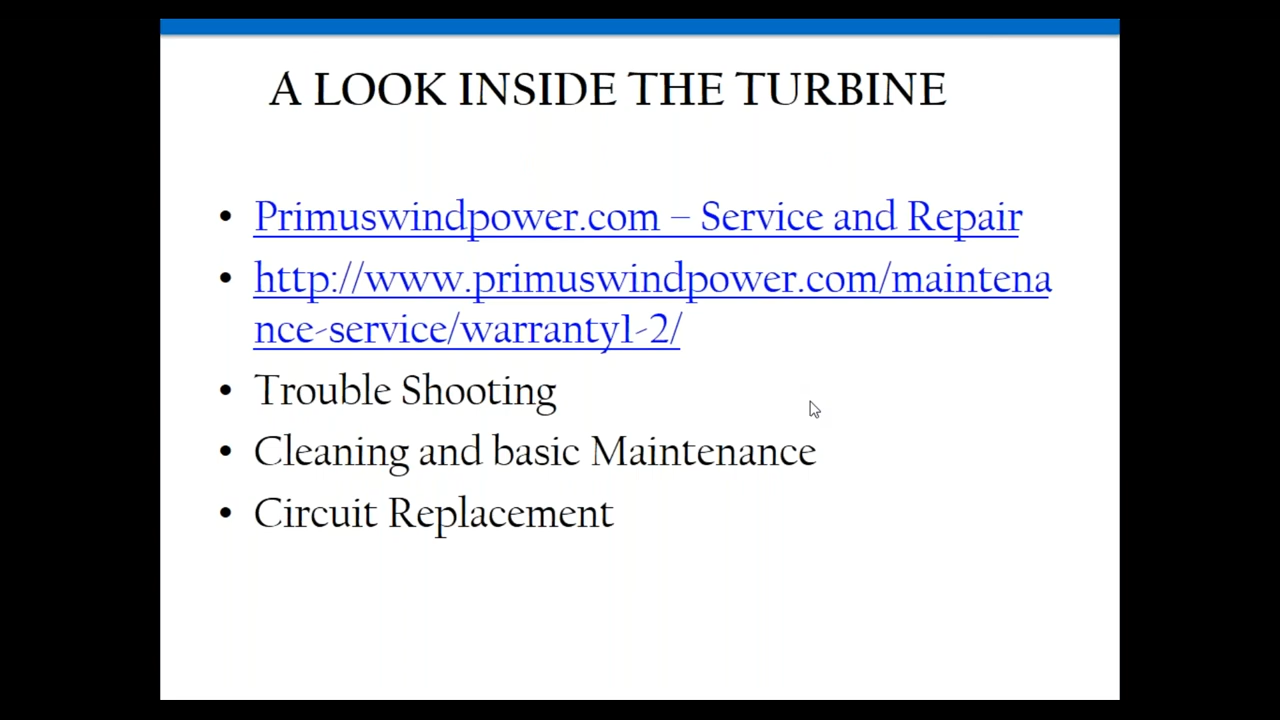 A LOOK INSIDE THE TURBINE
• Primuswindpower.com – Service and Repair
• http://www.primuswindpower.com/maintena
nce-service/warranty1-2/
• Trouble Shooting
• Cleaning and basic Maintenance
• Circuit Replacement